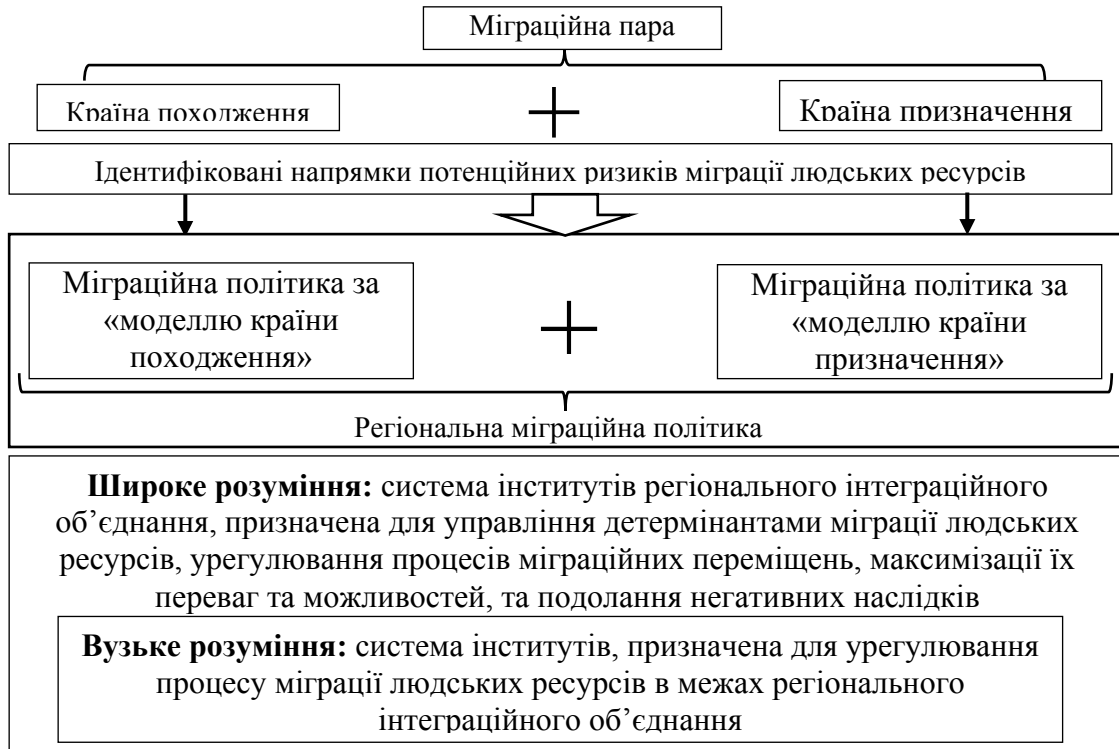 Міграційна пара
Країна походження
Країна призначення
Ідентифіковані напрямки потенційних ризиків міграції людських ресурсів
Міграційна політика за
«моделлю країни
походження»
Міграційна політика за
«моделлю країни
призначення»
Регіональна міграційна політика
Широке розуміння: система інститутів регіонального інтеграційного
об’єднання, призначена для управління детермінантами міграції людських
ресурсів, урегулювання процесів міграційних переміщень, максимізації їх
переваг та можливостей, та подолання негативних наслідків
Вузьке розуміння: система інститутів, призначена для урегулювання
процесу міграції людських ресурсів в межах регіонального
інтеграційного об’єднання